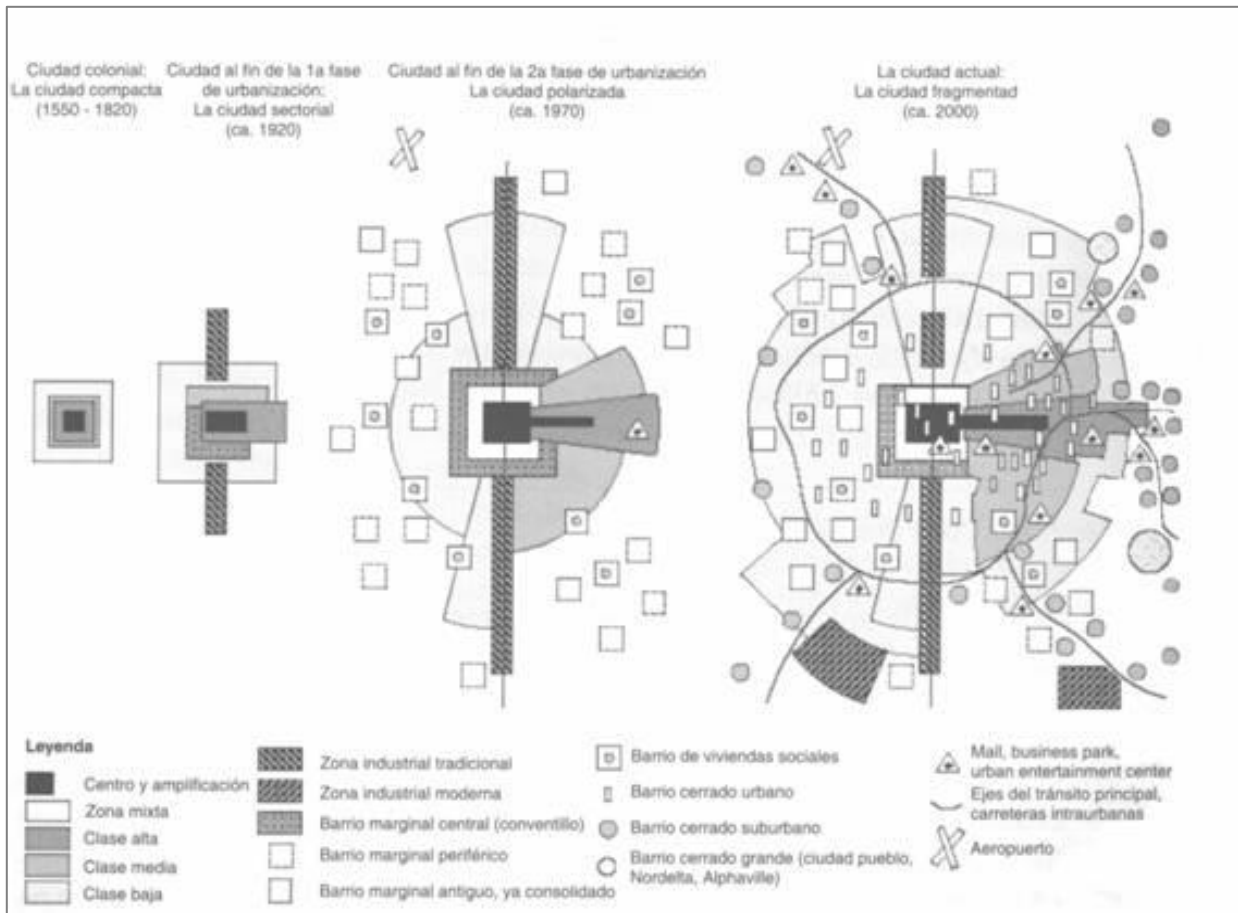 Ciudad colonial:
La ciudad compacta
(1550 - 1820)
Ciudad al fin de la 1a fase
de urbanización:
La ciudad sectorial
(ca. 1920)
Ciudad al fin de la 2a fase de urbanización
La ciudad polarizada
(ca. 1970)
La ciudad actual:
La ciudad fragmentad
(ca. 2000)
Leyenda
Centro y amplificación
Zona mixta
Clase alta
Clase media
Clase baja
Zona industrial tradicional
Zona industrial moderna
Barrio marginal central (conventillo)
Barrio marginal periférico
Barrio marginal antiguo, ya consolidado
Barrio de viviendas sociales
Barrio cerrado urbano
Barrio cerrado suburbano
Barrio cerrado grande (ciudad pueblo,
Nordelta, Alphaville)
Mall, business park,
urban entertainment center
Ejes del tránsito principal,
carreteras intraurbanas
Aeropuerto